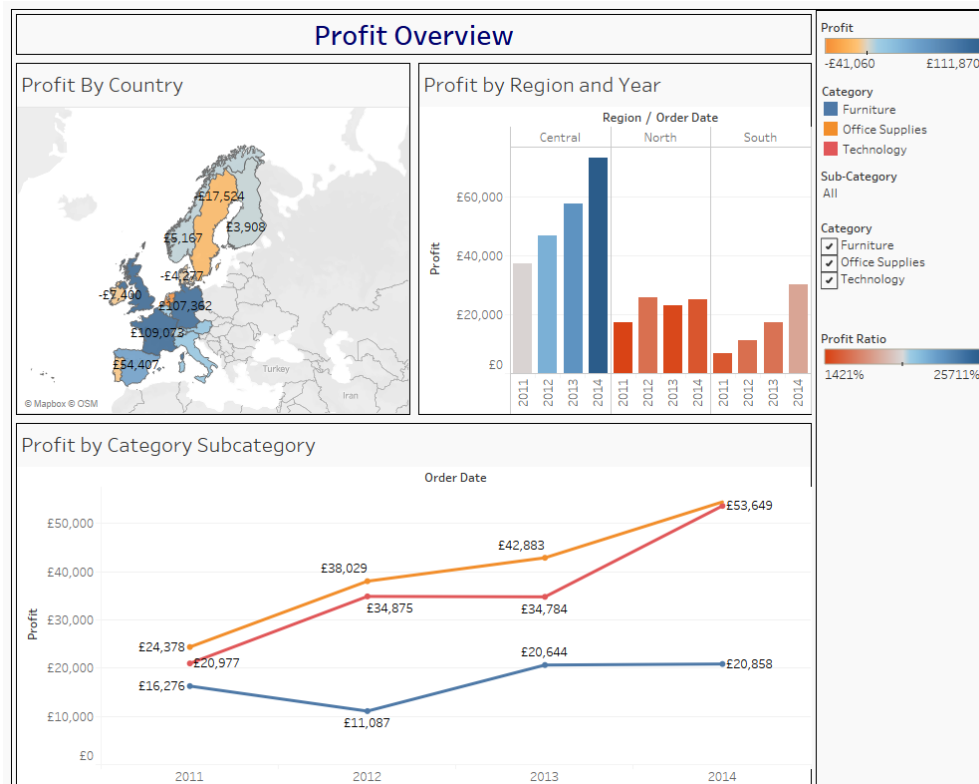 Profit Overview
Profit By Country
-£17,524
£3,908
£5,167
-£4,277
-£7,400
£107,362
£109,073
£54,407
Turkey
Iran
© Mapbox © OSM
Profit by Region and Year
Region / Order Date
Central North South
Profit
£60,000
£40,000
£20,000
£0
2011 2012 2013 2014 2011 2012 2013 2014 2011 2012 2013 2014
Profit by Category Subcategory
Order Date
Profit
£50,000
£40,000
£30,000
£20,000
£10,000
£0
£24,378
£20,977
£16,276
£38,029
£34,875
£11,087
£42,883
£34,784
£20,644
£53,649
£20,858
2011 2012 2013 2014
Profit
-£41,060 £111,870
Category
Furniture
Office Supplies
Technology
Sub-Category
All
Category
Furniture
Office Supplies
Technology
Profit Ratio
1421% 25711%